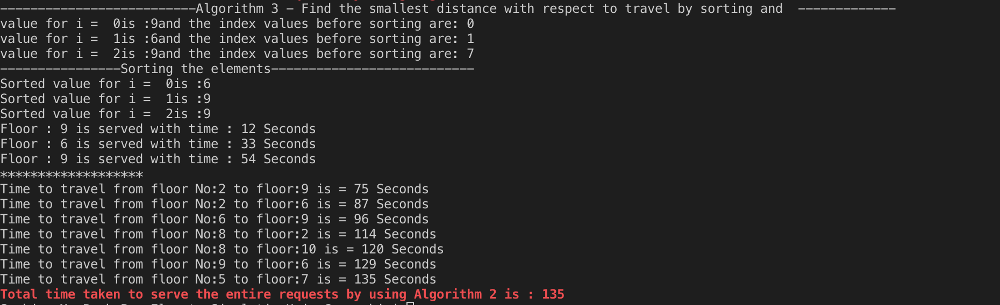 --------------------------Algorithm 3 - Find the smallest distance with respect to travel by sorting and  -------------
value for i =  0is :9and the index values before sorting are: 0
value for i =  1is :6and the index values before sorting are: 1
value for i =  2is :9and the index values before sorting are: 7
----------------Sorting the elements---------------------------
Sorted value for i =  0is :6
Sorted value for i =  1is :9
Sorted value for i =  2is :9
Floor : 9 is served with time : 12 Seconds
Floor : 6 is served with time : 33 Seconds
Floor : 9 is served with time : 54 Seconds
*******************
Time to travel from floor No:2 to floor:9 is = 75 Seconds
Time to travel from floor No:2 to floor:6 is = 87 Seconds
Time to travel from floor No:6 to floor:9 is = 96 Seconds
Time to travel from floor No:8 to floor:2 is = 114 Seconds
Time to travel from floor No:8 to floor:10 is = 120 Seconds
Time to travel from floor No:9 to floor:6 is = 129 Seconds
Time to travel from floor No:5 to floor:7 is = 135 Seconds
Total time taken to serve the entire requests by using Algorithm 2 is : 135